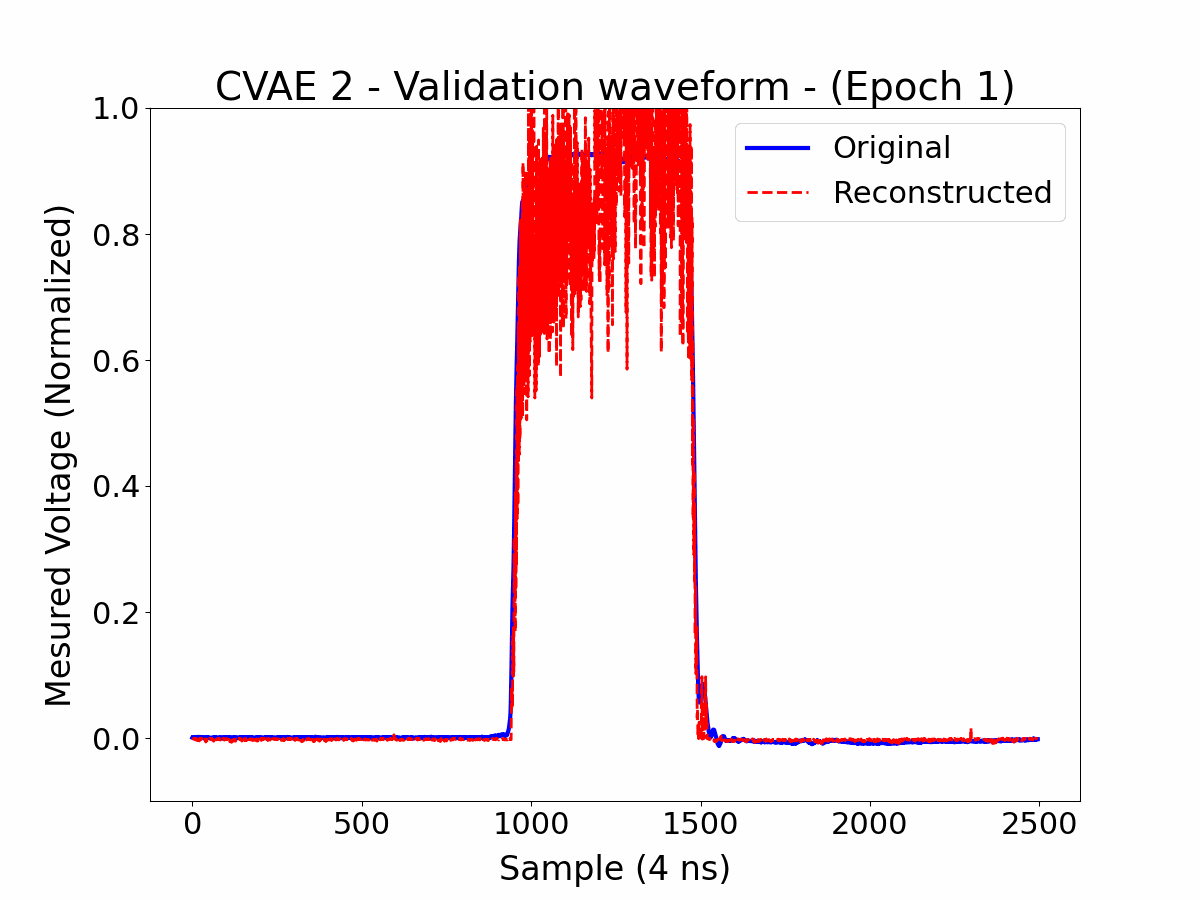 CVAE 2 - Validation waveform - (Epoch 1)
Original
Reconstructed
Mesured Voltage (Normalized)
1.0
0.8
0.6
0.4
0.2
0.0
0 500 1000 1500 2000 2500
Sample (4 ns)